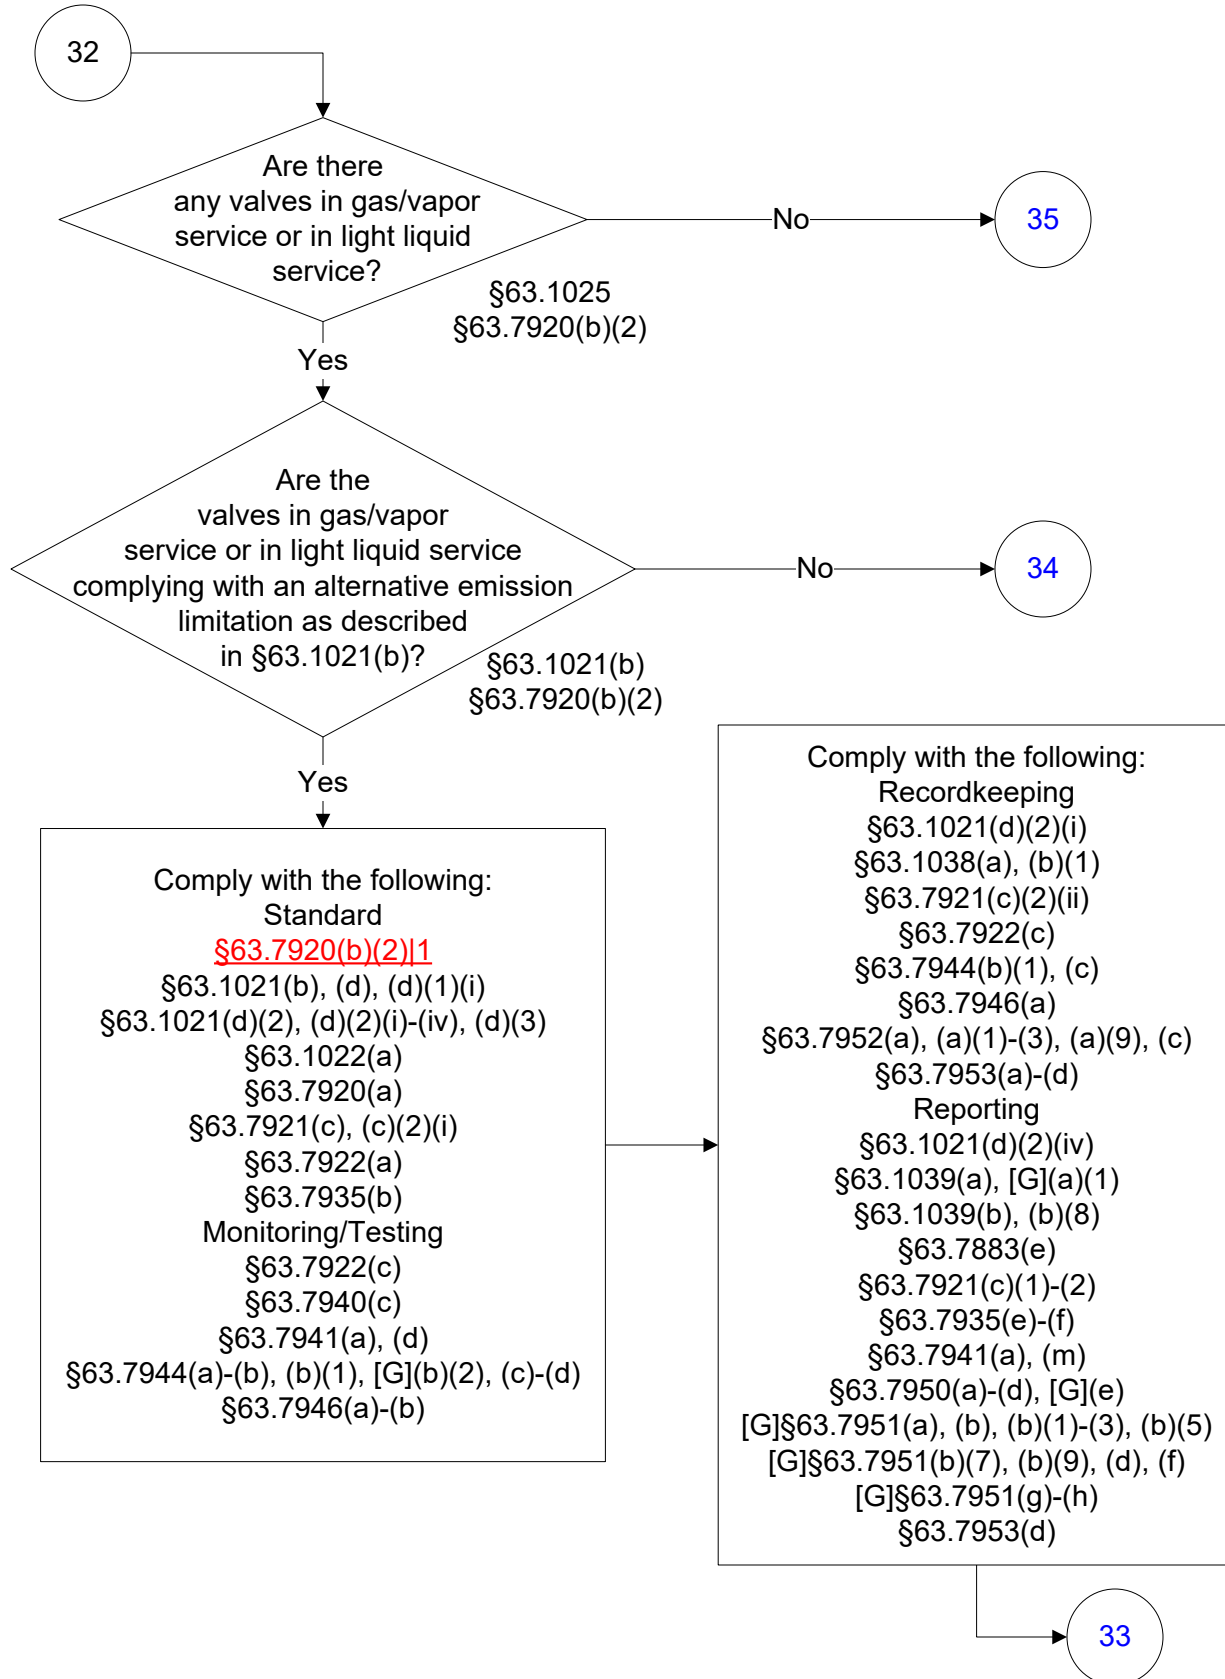 32
Are there
any valves in gas/vapor
service or in light liquid
service?
§63.1025
§63.7920(b)(2)
No
35
Yes
Are the
valves in gas/vapor
service or in light liquid service
complying with an alternative emission
limitation as described
in §63.1021(b)?
§63.1021(b)
§63.7920(b)(2)
No
34
Yes
Comply with the following:
Standard
§63.7920(b)(2)|1
§63.1021(b), (d), (d)(1)(i)
§63.1021(d)(2), (d)(2)(i)-(iv), (d)(3)
§63.1022(a)
§63.7920(a)
§63.7921(c), (c)(2)(i)
§63.7922(a)
§63.7935(b)
Monitoring/Testing
§63.7922(c)
§63.7940(c)
§63.7941(a), (d)
§63.7944(a)-(b), (b)(1), [G](b)(2), (c)-(d)
§63.7946(a)-(b)
Comply with the following:
Recordkeeping
§63.1021(d)(2)(i)
§63.1038(a), (b)(1)
§63.7921(c)(2)(ii)
§63.7922(c)
§63.7944(b)(1), (c)
§63.7946(a)
§63.7952(a), (a)(1)-(3), (a)(9), (c)
§63.7953(a)-(d)
Reporting
§63.1021(d)(2)(iv)
§63.1039(a), [G](a)(1)
§63.1039(b), (b)(8)
§63.7883(e)
§63.7921(c)(1)-(2)
§63.7935(e)-(f)
§63.7941(a), (m)
§63.7950(a)-(d), [G](e)
[G]§63.7951(a), (b), (b)(1)-(3), (b)(5)
[G]§63.7951(b)(7), (b)(9), (d), (f)
[G]§63.7951(g)-(h)
§63.7953(d)
33